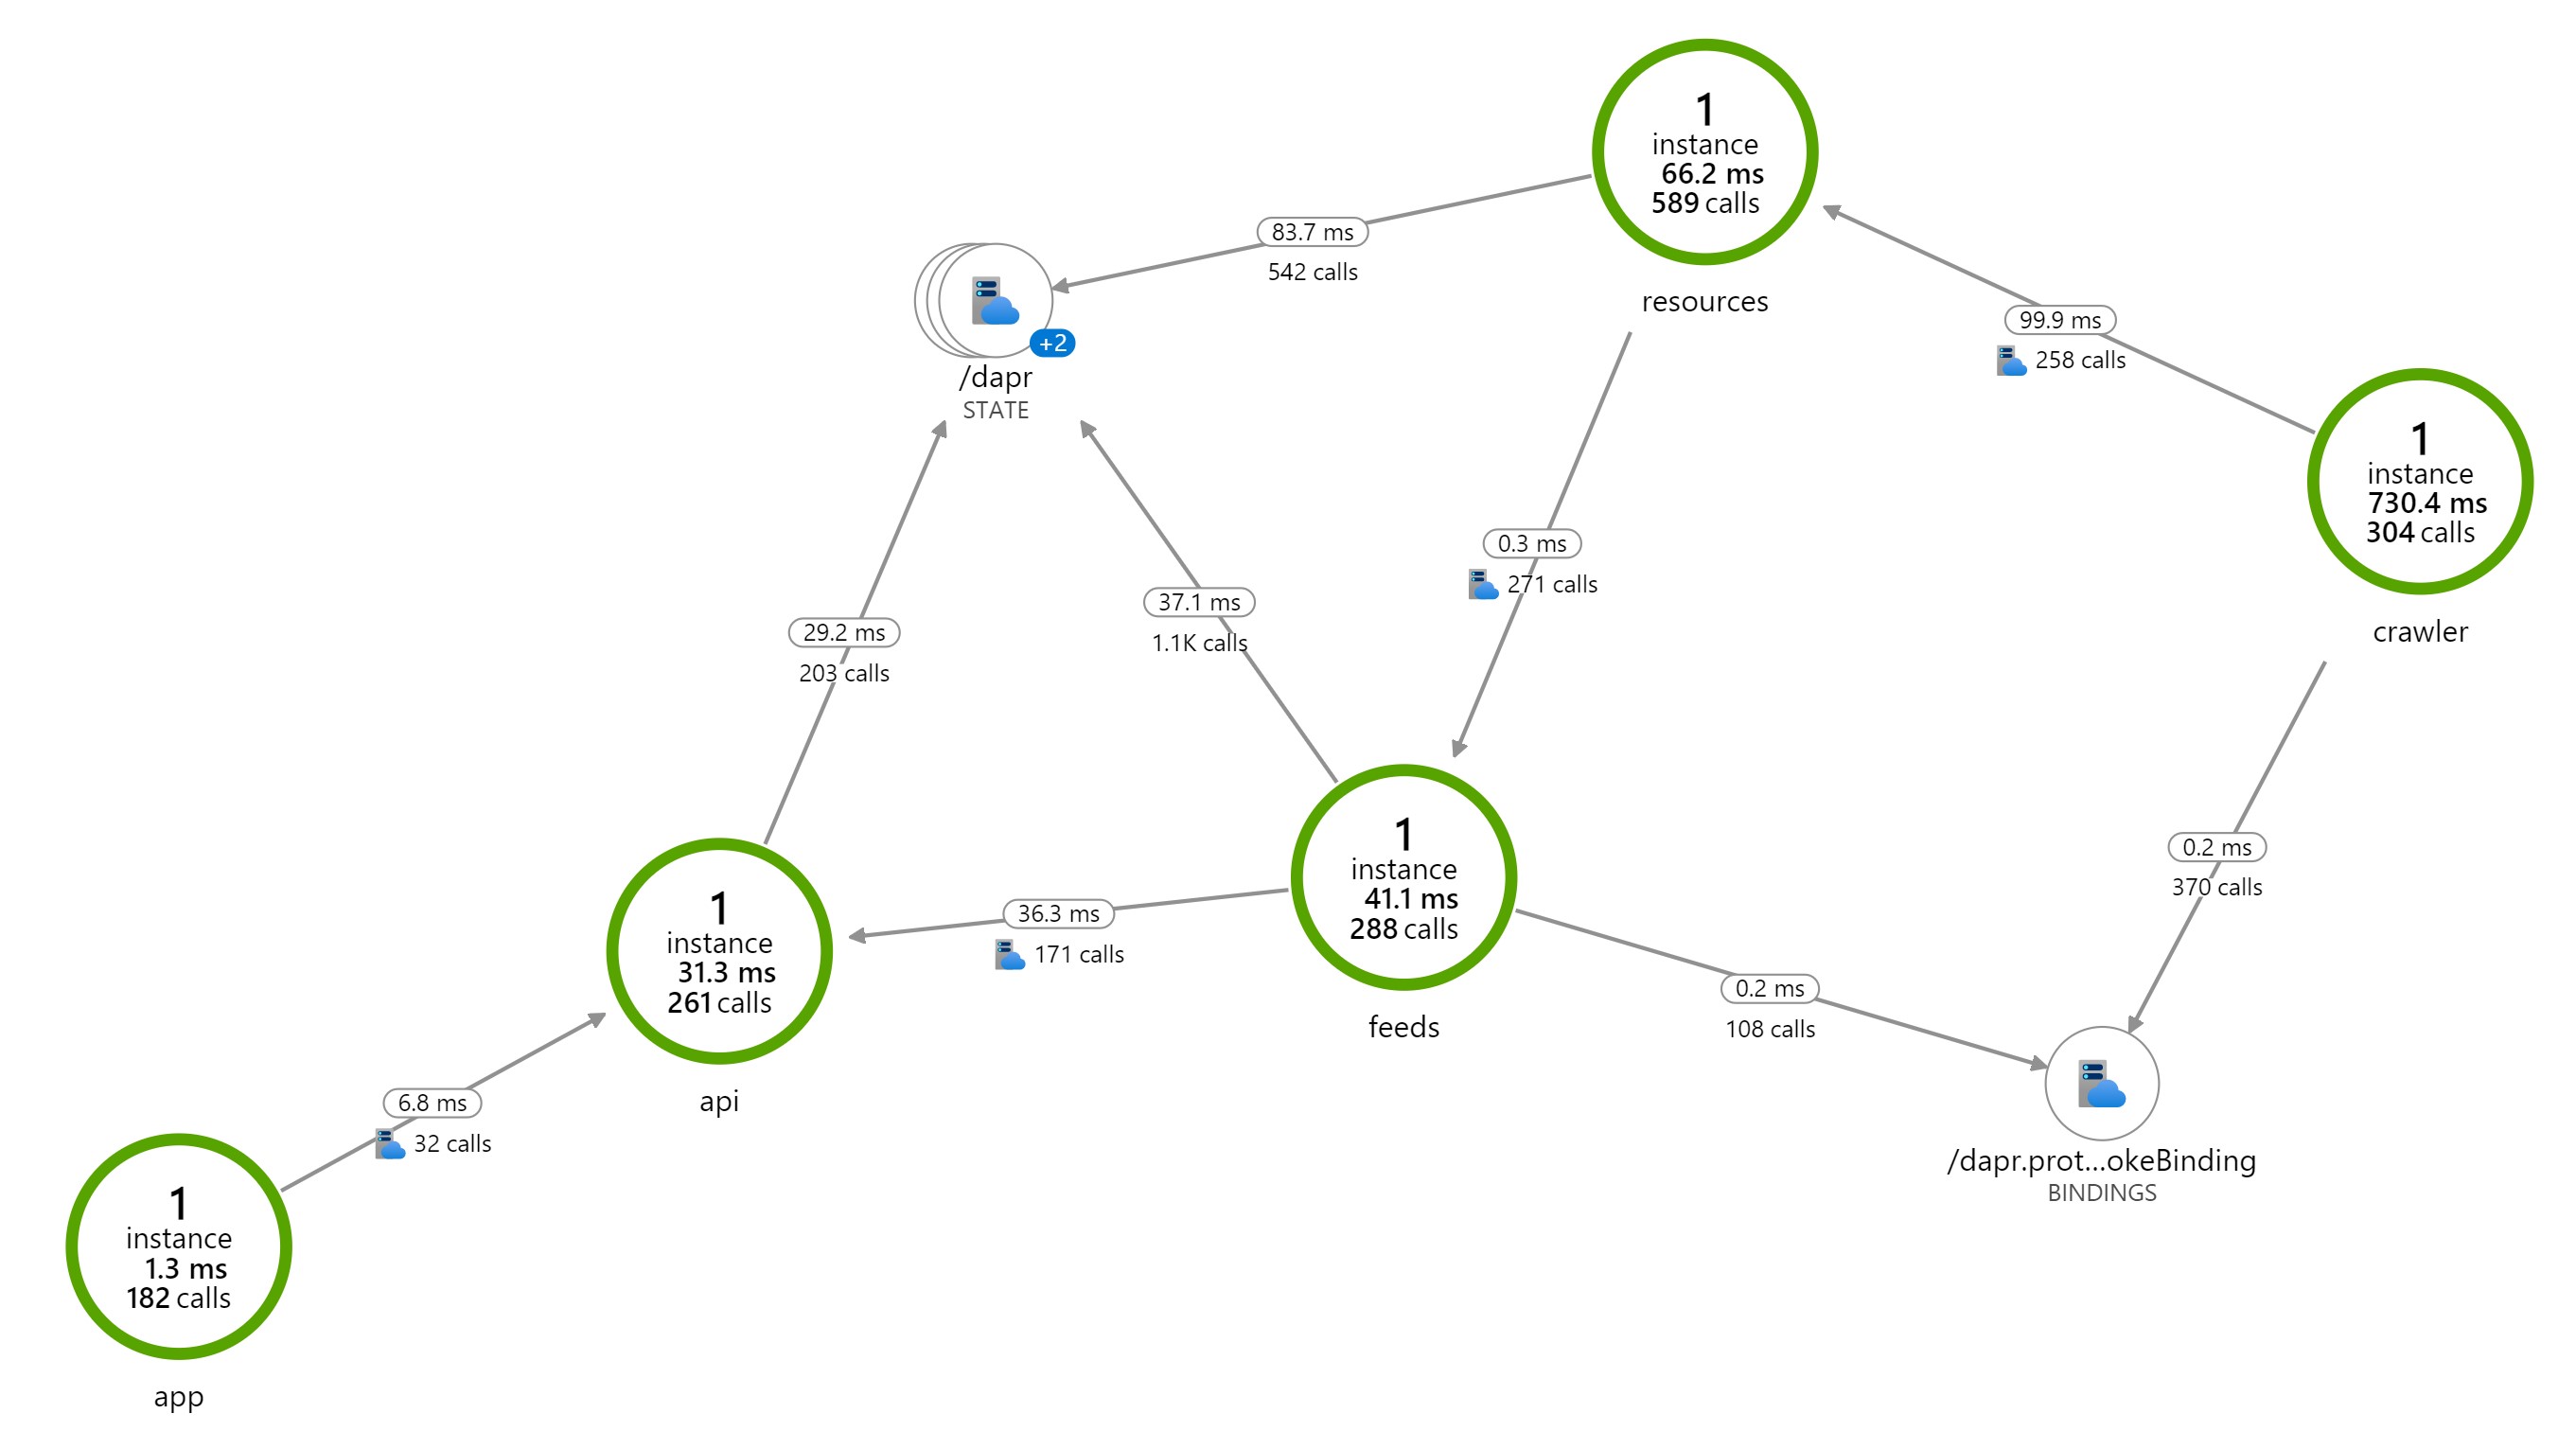 1
instance
66.2 ms
589 calls
resources
83.7 ms
542 calls
+2
/dapr
STATE
99.9 ms
258 calls
1
instance
730.4 ms
304 calls
crawler
0.3 ms
271 calls
37.1 ms
1.1K calls
29.2 ms
203 calls
1
instance
41.1 ms
288 calls
feeds
0.2 ms
370 calls
1
instance
31.3 ms
261 calls
api
36.3 ms
171 calls
0.2 ms
108 calls
/dapr.prot...okeBinding
BINDINGS
6.8 ms
32 calls
1
instance
1.3 ms
182 calls
app